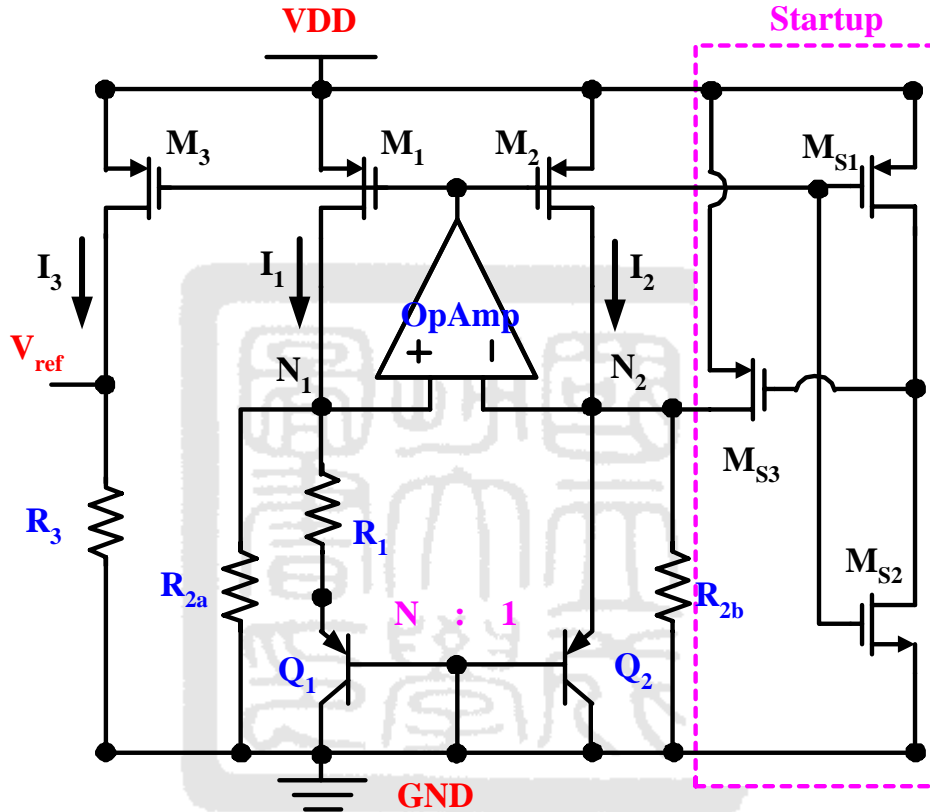 Startup
VDD
M3
M1
M2
MS1
I3
I1
I2
OpAmp
Vref
+
−
N1
N2
MS3
R3
R1
R2a
N : 1
R2b
MS2
Q1
Q2
GND